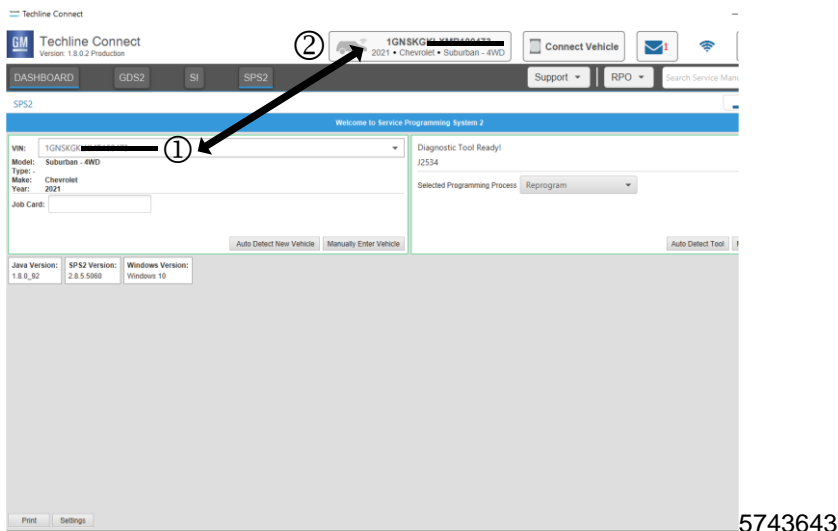 Techline Connect
GM
Techline Connect
Version: 1.8.0.2 Production
②
2021 • Chevrolet • Suburban - 4WD
Connect Vehicle
1
DASHBOARD GDS2 SI SPS2
Support RPO Search Service
SPS2
Welcome to Service Programming System 2
VIN: 1GNSKGK
①
Model: Suburban - 4WD
Type: -
Make: Chevrolet
Year: 2021
Job Card:
Auto Detect New Vehicle Manually Enter Vehicle
Diagnostic Tool Ready!
J2534
Selected Programming Process Reprogram
Auto Detect Tool
Java Version: SPS2 Version: Windows Version:
1.8.0_92 2.8.5.5060 Windows 10
Print Settings
5743643